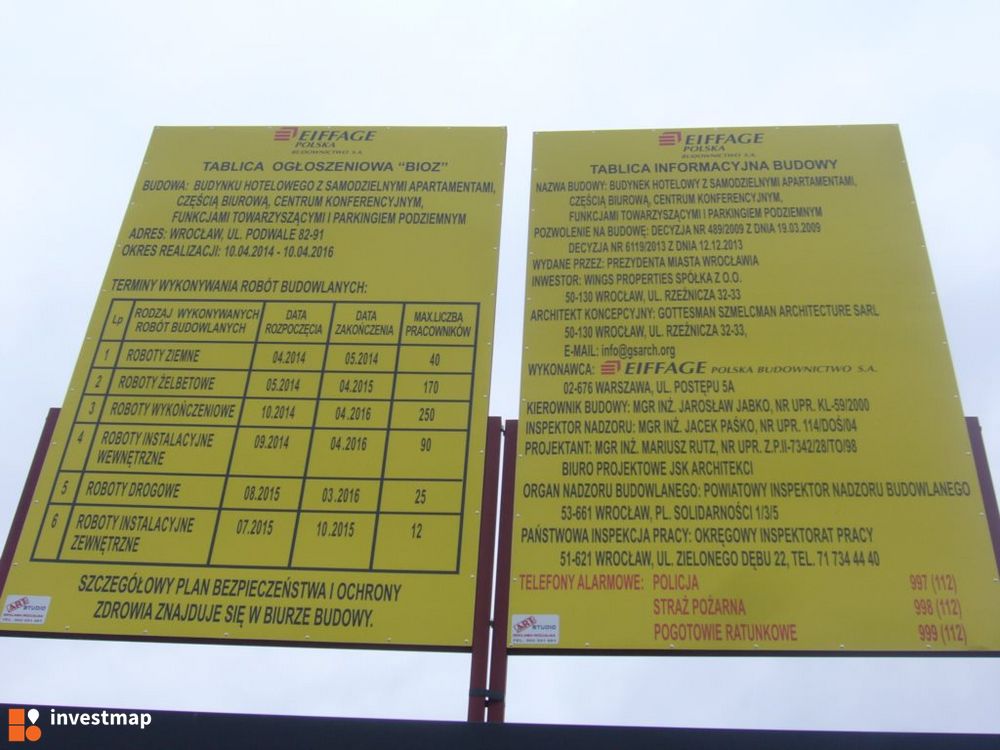 EIFFAGE
POLSKA
BUDOWNICTWO S.A.
TABLICA OGŁOSZENIOWA "BIOZ"
BUDOWA: BUDYNKU HOTELOWEGO Z SAMODZIELNYMI APARTAMENTAMI,
CZĘŚCIĄ BIUROWĄ, CENTRUM KONFERENCYJNYM,
FUNKCJAMI TOWARZYSZĄCYMI I PARKINGIEM PODZIEMNYM
ADRES: WROCŁAW, UL. PODWALE 82-91
OKRES REALIZACJI: 10.04.2014 - 10.04.2016
TERMINY WYKONYWANIA ROBÓT BUDOWLANYCH:
Lp RODZAJ WYKONYWANYCH ROBÓT BUDOWLANYCH DATA ROZPOCZĘCIA DATA ZAKOŃCZENIA MAX.LICZBA PRACOWNIKÓW
1 ROBOTY ZIEMNE 04.2014 05.2014 40
2 ROBOTY ŻELBETOWE 05.2014 04.2015 170
3 ROBOTY WYKOŃCZENIOWE 10.2014 04.2016 250
4 ROBOTY INSTALACYJNE WEWNĘTRZNE 09.2014 04.2016 90
5 ROBOTY DROGOWE 08.2015 03.2016 25
6 ROBOTY INSTALACYJNE ZEWNĘTRZNE 07.2015 10.2015 12
SZCZEGÓŁOWY PLAN BEZPIECZEŃSTWA I OCHRONY
ZDROWIA ZNAJDUJE SIĘ W BIURZE BUDOWY.
ART STUDIO
EIFFAGE
POLSKA
BUDOWNICTWO S.A.
TABLICA INFORMACYJNA BUDOWY
NAZWA BUDOWY: BUDYNEK HOTELOWY Z SAMODZIELNYMI APARTAMENTAMI,
CZĘŚCIĄ BIUROWĄ, CENTRUM KONFERENCYJNYM,
FUNKCJAMI TOWARZYSZĄCYMI I PARKINGIEM PODZIEMNYM
POZWOLENIE NA BUDOWĘ: DECYZJA NR 489/2009 Z DNIA 19.03.2009
DECYZJA NR 6119/2013 Z DNIA 12.12.2013
WYDANE PRZEZ: PREZYDENTA MIASTA WROCŁAWIA
INWESTOR: WINGS PROPERTIES SPÓŁKA Z O.O.
50-130 WROCŁAW, UL. RZEŹNICZA 32-33
ARCHITEKT KONCEPCYJNY: GOTTESMAN SZMELCMAN ARCHITECTURE SARL
50-130 WROCŁAW, UL. RZEŹNICZA 32-33,
E-MAIL: info@gsarch.org
WYKONAWCA: EIFFAGE POLSKA BUDOWNICTWO S.A.
02-676 WARSZAWA, UL. POSTĘPU 5A
KIEROWNIK BUDOWY: MGR INŻ. JAROSŁAW JABKO, NR UPR. KL-59/2000
INSPEKTOR NADZORU: MGR INŻ. JACEK PAŚKO, NR UPR. 114/DOŚ/04
PROJEKTANT: MGR INŻ. MARIUSZ RUTZ, NR UPR. Z.P.II-7342/28/TO/98
BIURO PROJEKTOWE JSK ARCHITEKCI
ORGAN NADZORU BUDOWLANEGO: POWIATOWY INSPEKTOR NADZORU BUDOWLANEGO
53-661 WROCŁAW, PL. SOLIDARNOŚCI 1/3/5
PAŃSTWOWA INSPEKCJA PRACY: OKRĘGOWY INSPEKTORAT PRACY
51-621 WROCŁAW, UL. ZIELONEGO DĘBU 22, TEL. 71 734 44 40
TELEFONY ALARMOWE: POLICJA 997 (112)
STRAŻ POŻARNA 998 (112)
POGOTOWIE RATUNKOWE 999 (112)
ART STUDIO
investmap